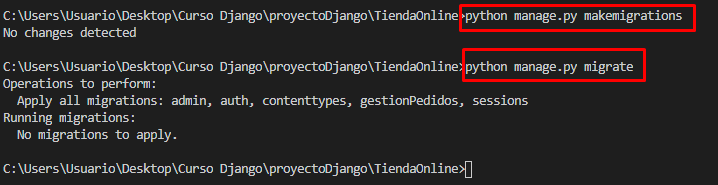 C:\Users\Usuario\Desktop\Curso Django\proyectoDjango\TiendaOnline>python manage.py makemigrations
No changes detected
C:\Users\Usuario\Desktop\Curso Django\proyectoDjango\TiendaOnline>python manage.py migrate
Operations to perform:
  Apply all migrations: admin, auth, contenttypes, gestionPedidos, sessions
Running migrations:
  No migrations to apply.
C:\Users\Usuario\Desktop\Curso Django\proyectoDjango\TiendaOnline>